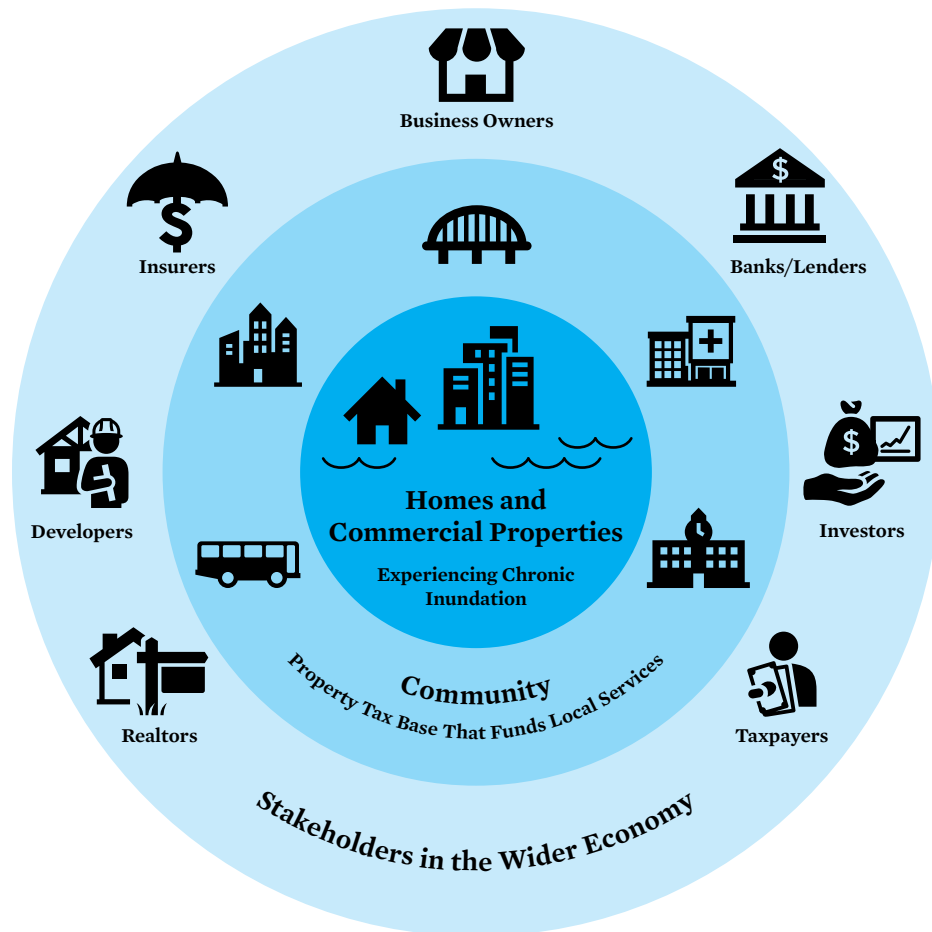 Business Owners
Insurers
Banks/Lenders
$
$
Homes and
Commercial Properties
Experiencing Chronic
Inundation
Developers
$
Investors
Realtors
Community
Property Tax Base That Funds Local Services
Taxpayers
Stakeholders in the Wider Economy